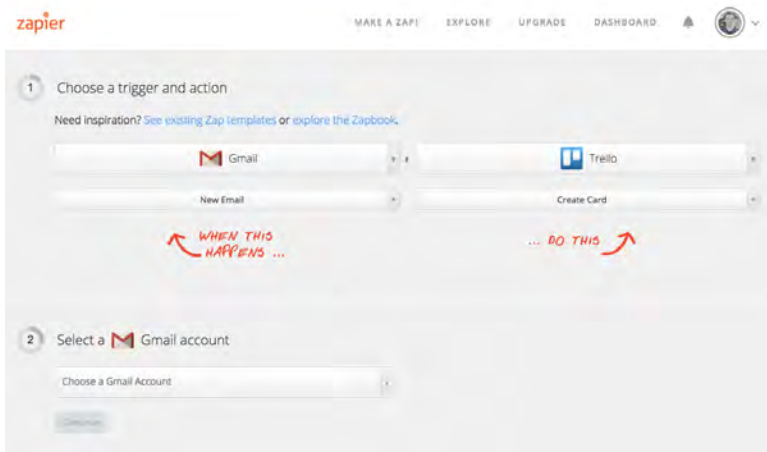 zapier MAKE A ZAP! EXPLORE UPGRADE DASHBOARD
1 Choose a trigger and action
Need inspiration? See existing Zap templates or explore the Zapbook.
Gmail Trello
New Email Create Card
WHEN THIS HAPPENS ... ... DO THIS
2 Select a Gmail account
Choose a Gmail Account
Continue